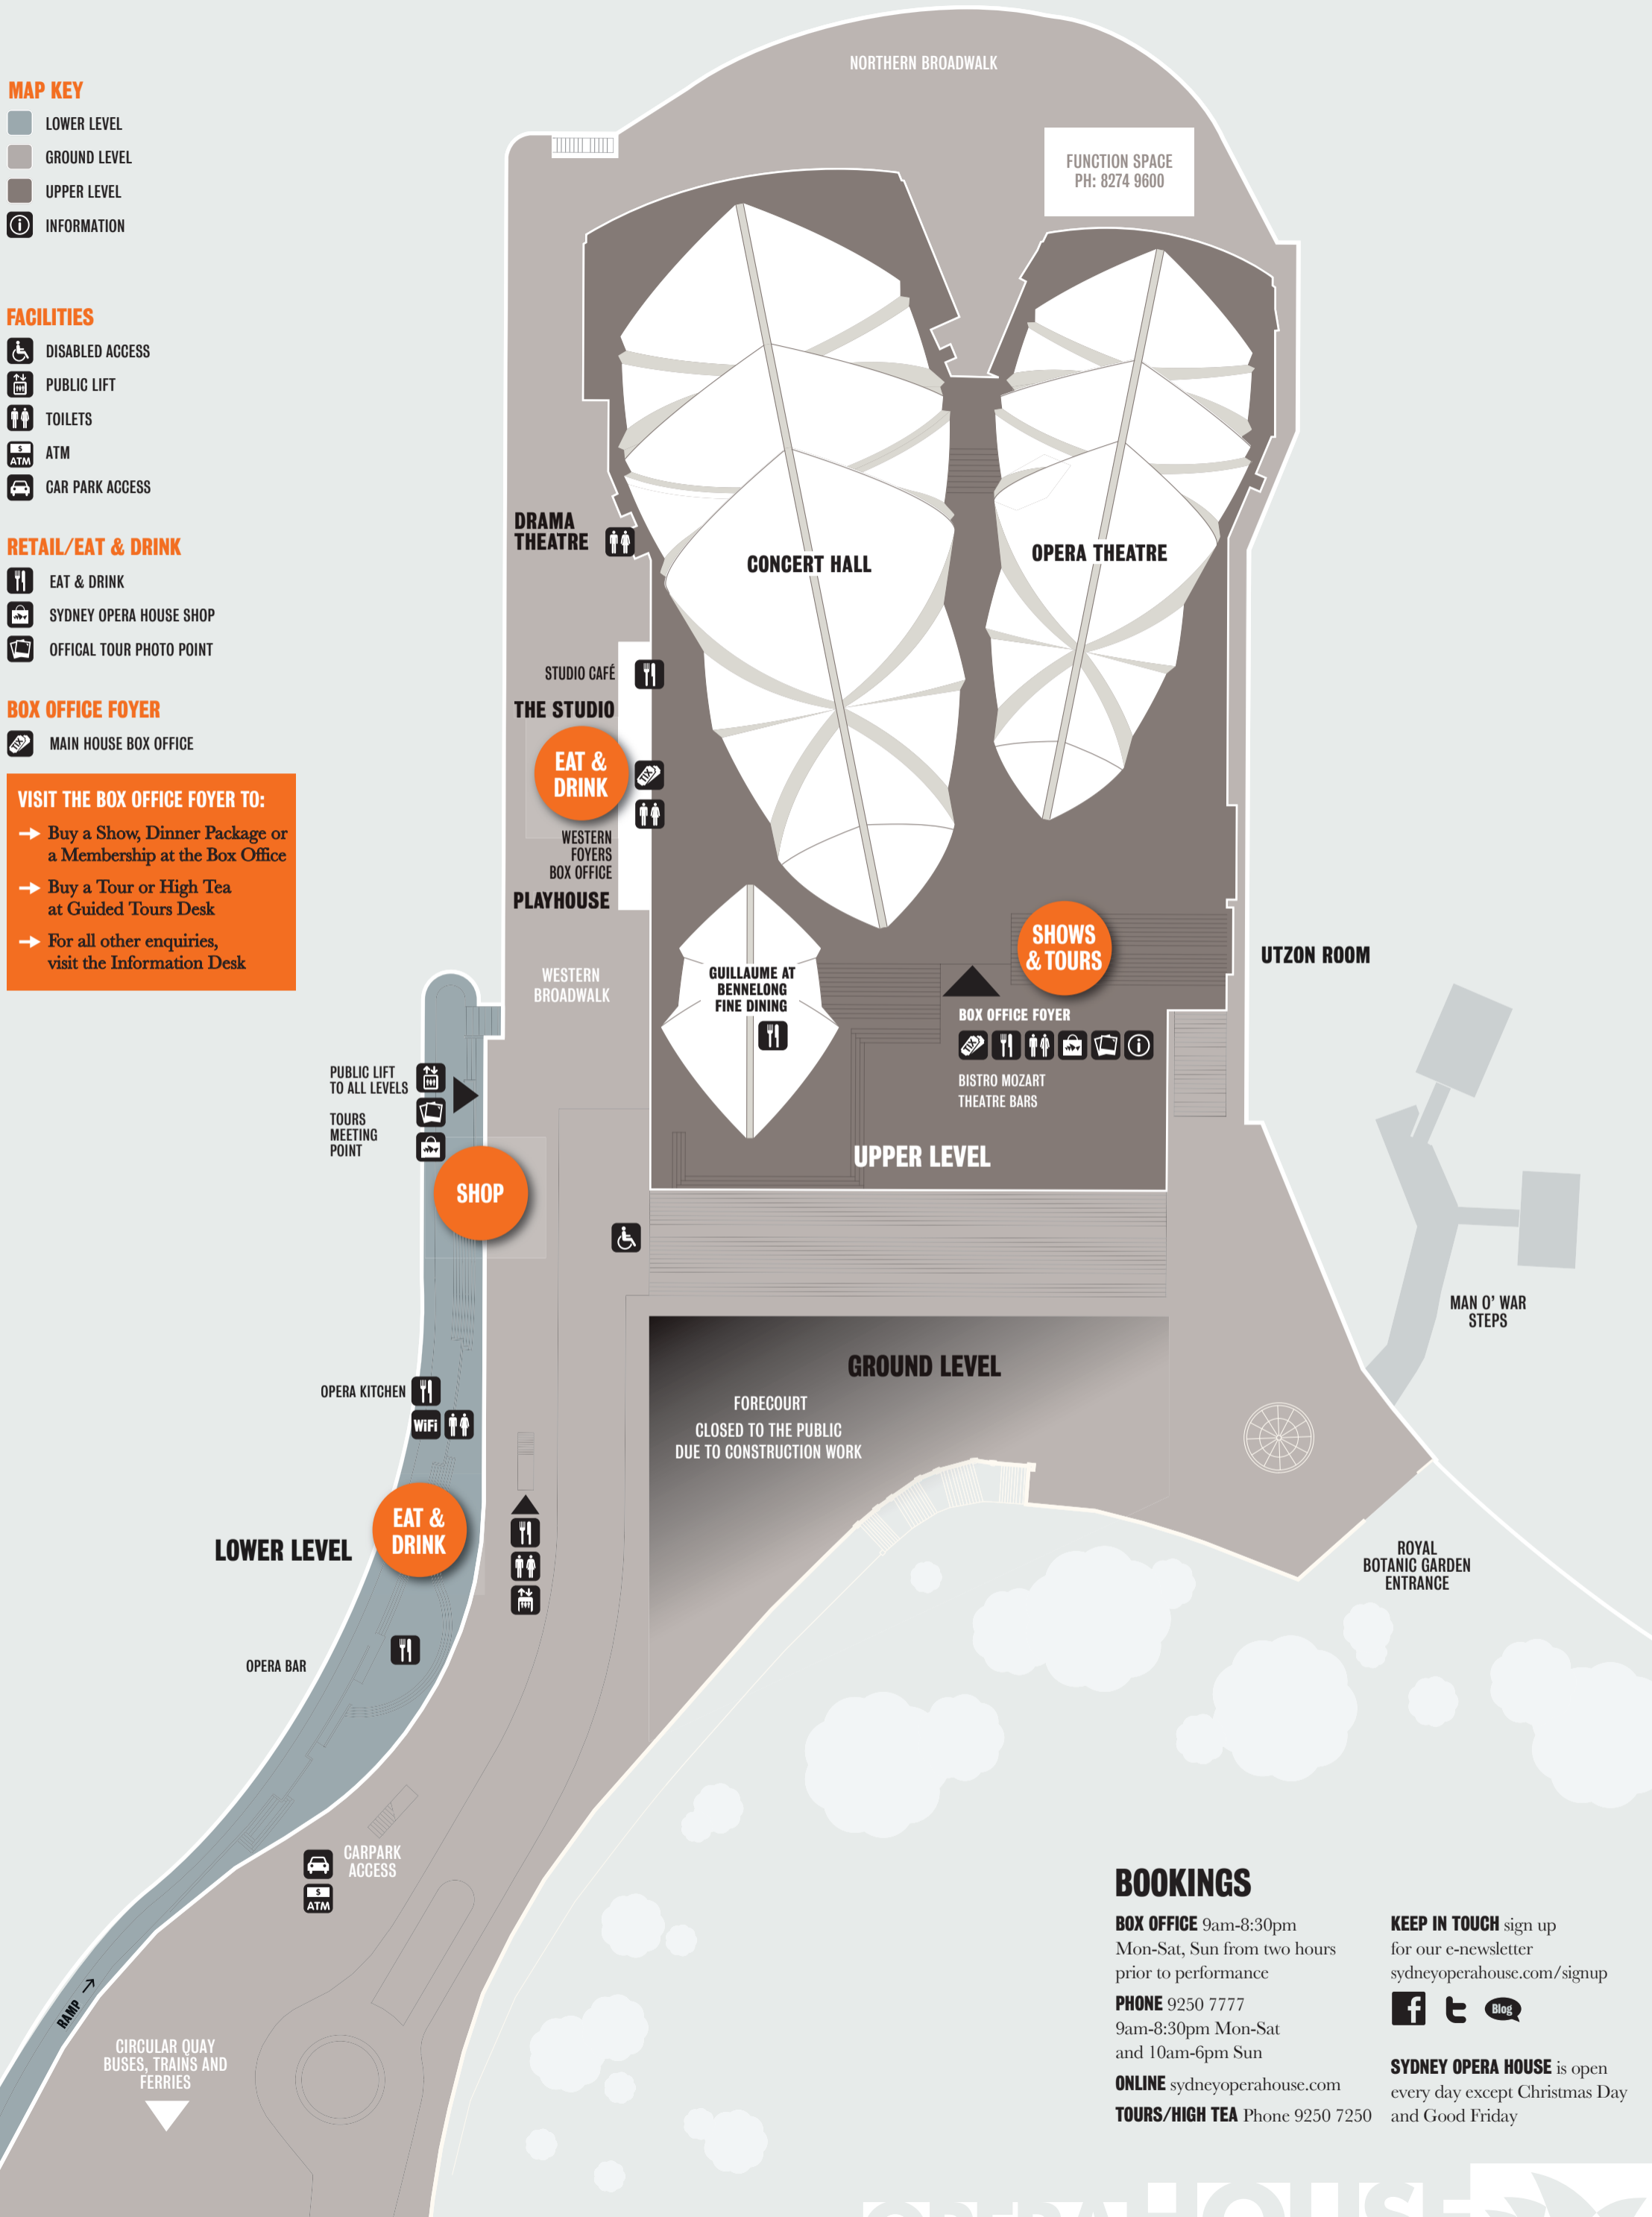 NORTHERN BROADWALK
FUNCTION SPACE
PH: 8274 9600
MAP KEY
LOWER LEVEL
GROUND LEVEL
UPPER LEVEL
INFORMATION
FACILITIES
DISABLED ACCESS
PUBLIC LIFT
TOILETS
$
ATM
ATM
CAR PARK ACCESS
RETAIL/EAT & DRINK
EAT & DRINK
SYDNEY OPERA HOUSE SHOP
OFFICAL TOUR PHOTO POINT
BOX OFFICE FOYER
TIX
MAIN HOUSE BOX OFFICE
VISIT THE BOX OFFICE FOYER TO:
Buy a Show, Dinner Package or
a Membership at the Box Office
Buy a Tour or High Tea
at Guided Tours Desk
For all other enquiries,
visit the Information Desk
DRAMA
THEATRE
CONCERT HALL
OPERA THEATRE
STUDIO CAFÉ
THE STUDIO
EAT &
DRINK
TIX
WESTERN
FOYERS
BOX OFFICE
PLAYHOUSE
WESTERN
BROADWALK
GUILLAUME AT
BENNELONG
FINE DINING
SHOWS
& TOURS
UTZON ROOM
BOX OFFICE FOYER
TIX
BISTRO MOZART
THEATRE BARS
UPPER LEVEL
PUBLIC LIFT
TO ALL LEVELS
TOURS
MEETING
POINT
SHOP
MAN O' WAR
STEPS
GROUND LEVEL
FORECOURT
CLOSED TO THE PUBLIC
DUE TO CONSTRUCTION WORK
OPERA KITCHEN
WiFi
EAT &
DRINK
LOWER LEVEL
OPERA BAR
ROYAL
BOTANIC GARDEN
ENTRANCE
CARPARK
ACCESS
$
ATM
RAMP
CIRCULAR QUAY
BUSES, TRAINS AND
FERRIES
BOOKINGS
BOX OFFICE 9am-8:30pm
Mon-Sat, Sun from two hours
prior to performance
PHONE 9250 7777
9am-8:30pm Mon-Sat
and 10am-6pm Sun
ONLINE sydneyoperahouse.com
TOURS/HIGH TEA Phone 9250 7250
KEEP IN TOUCH sign up
for our e-newsletter
sydneyoperahouse.com/signup
f
t
Blog
SYDNEY OPERA HOUSE is open
every day except Christmas Day
and Good Friday
OPERA HOUSE